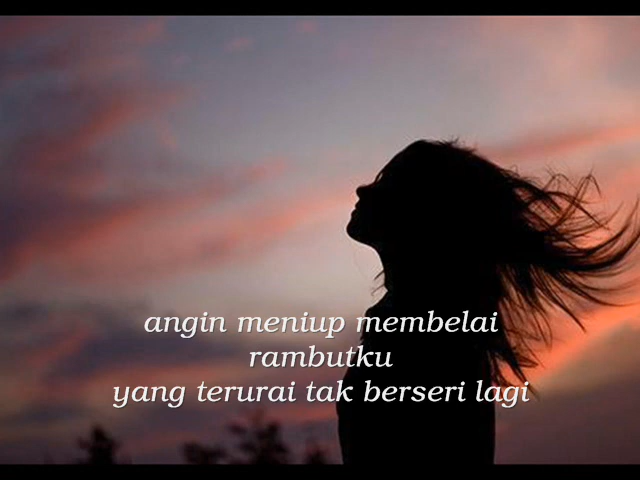 angin meniup membelai
rambutku
yang terurai tak berseri lagi